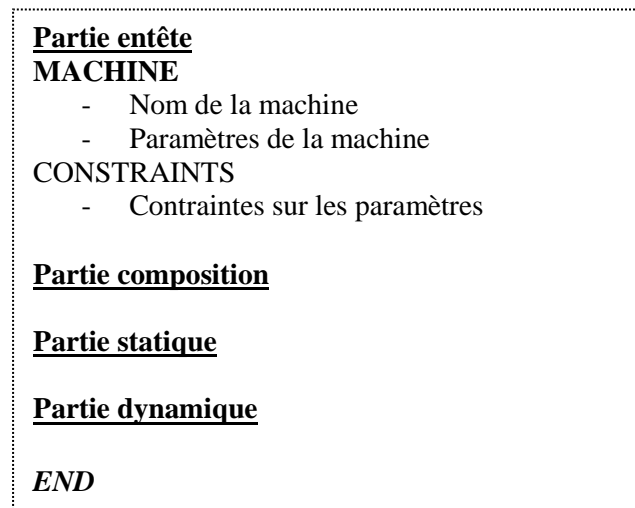 Partie entête
MACHINE
- Nom de la machine
- Paramètres de la machine
CONSTRAINTS
- Contraintes sur les paramètres
Partie composition
Partie statique
Partie dynamique
END